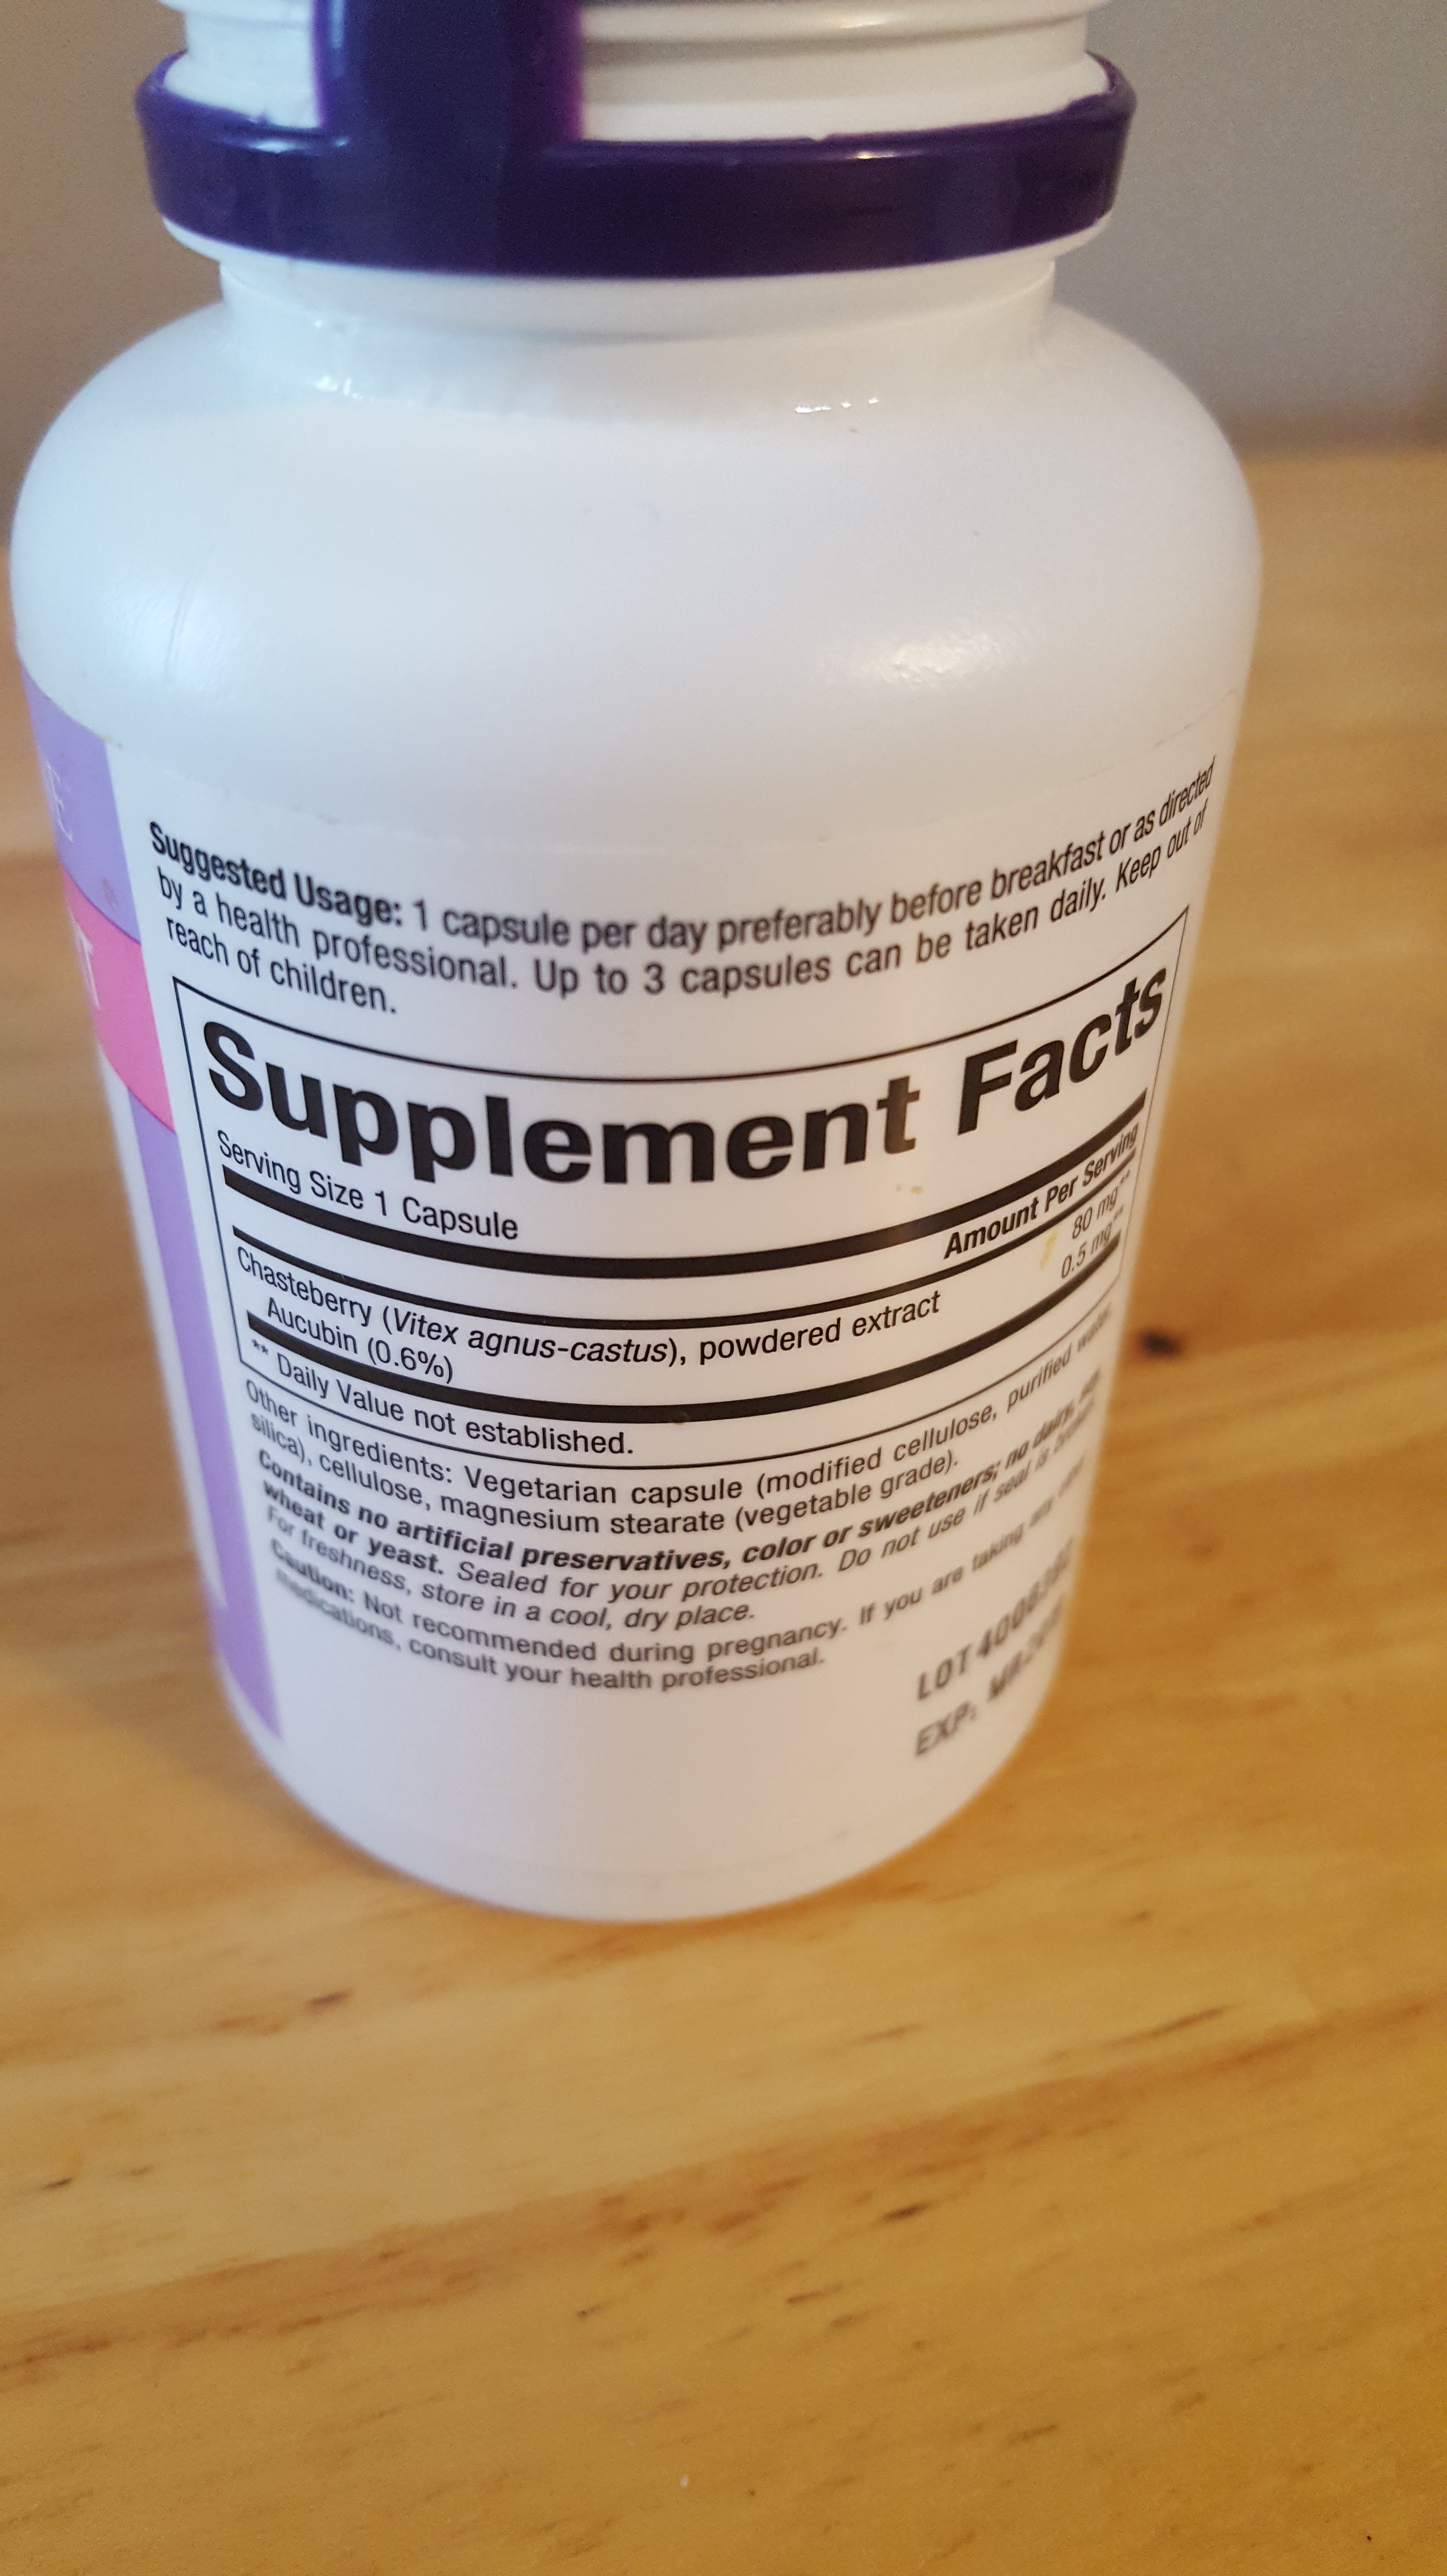 Suggested Usage: 1 capsule per day preferably before breakfast or as directed
by a health professional. Up to 3 capsules can be taken daily. Keep out of
reach of children.
Supplement Facts
Serving Size 1 Capsule
Amount Per Serving
Chasteberry (Vitex agnus-castus), powdered extract 80 mg**
Aucubin (0.6%) 0.5 mg**
** Daily Value not established.
Other ingredients: Vegetarian capsule (modified cellulose, purified water,
silica), cellulose, magnesium stearate (vegetable grade).
Contains no artificial preservatives, color or sweeteners; no dairy,
wheat or yeast. Sealed for your protection. Do not use if seal is broken.
For freshness, store in a cool, dry place.
Caution: Not recommended during pregnancy. If you are taking any other
medications, consult your health professional.
LOT
EXP: